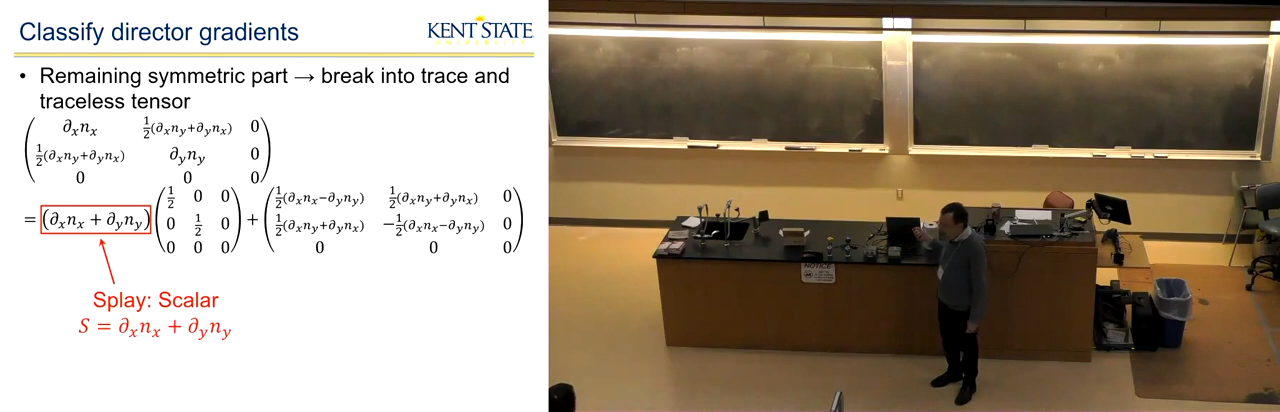 Classify director gradients
KENT STATE
UNIVERSITY
• Remaining symmetric part → break into trace and
traceless tensor
( ∂ₓnₓ ½(∂ₓn_y+∂_ynₓ) 0 )
( ½(∂ₓn_y+∂_ynₓ) ∂_yn_y 0 )
( 0 0 0 )
= (∂ₓnₓ + ∂_yn_y) ( ½ 0 0 ; 0 ½ 0 ; 0 0 0 ) + ( ½(∂ₓnₓ−∂_yn_y) ½(∂ₓn_y+∂_ynₓ) 0 ; ½(∂ₓn_y+∂_ynₓ) −½(∂ₓnₓ−∂_yn_y) 0 ; 0 0 0 )
Splay: Scalar
S = ∂ₓnₓ + ∂_yn_y
NOTICE